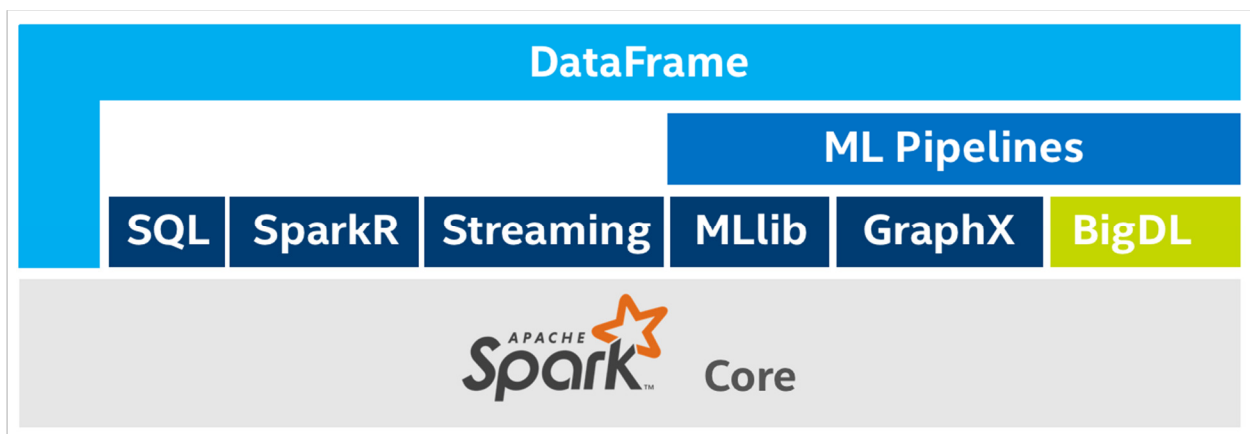 DataFrame
ML Pipelines
SQL SparkR Streaming MLlib GraphX BigDL
APACHE
Spark™ Core